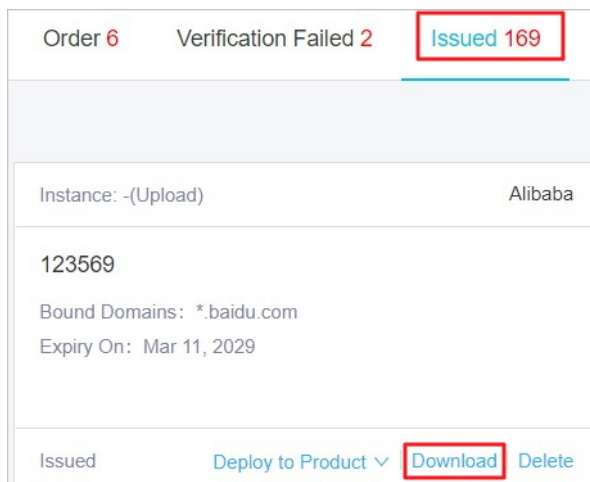 Order 6 Verification Failed 2 Issued 169
Instance: -(Upload) Alibaba
123569
Bound Domains: *.baidu.com
Expiry On: Mar 11, 2029
Issued Deploy to Product Download Delete